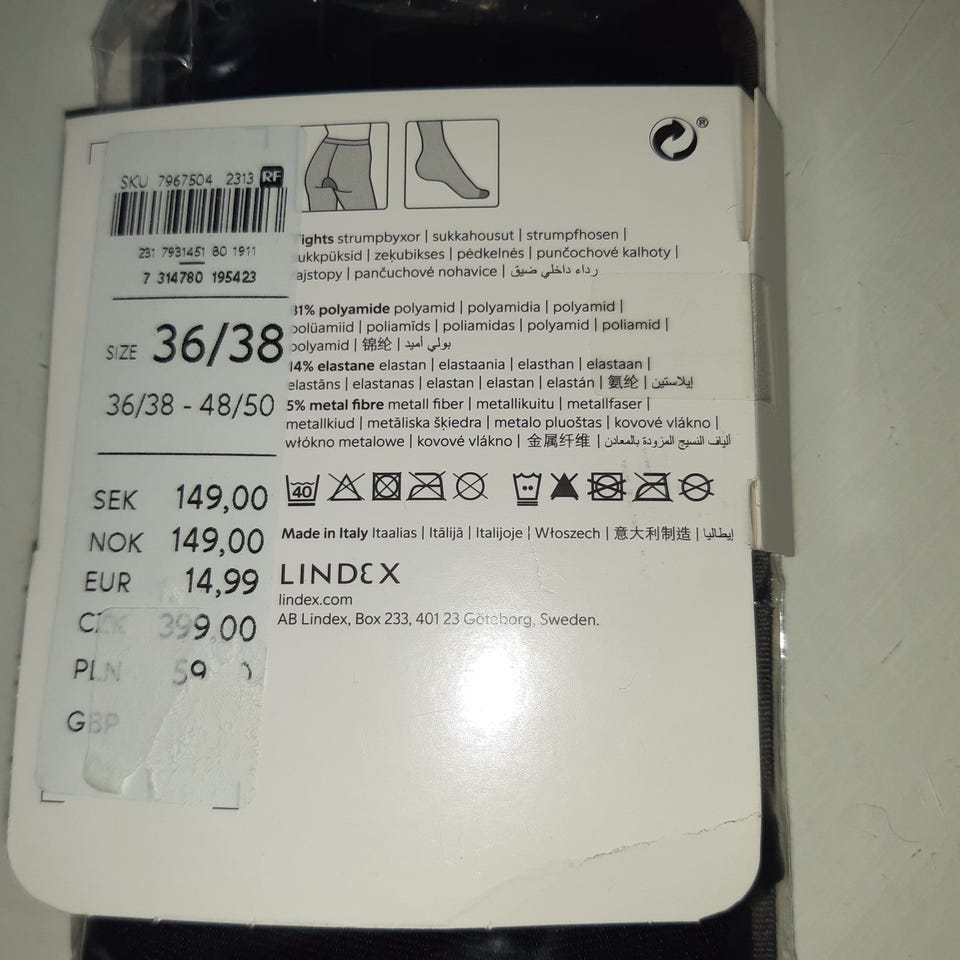 SKU 7967504 2313 RF
231 7931451 80 1911
7 314780 195423
SIZE 36/38
36/38 - 48/50
SEK 149,00
NOK 149,00
EUR 14,99
CZK 399,00
PLN 59
GBP
®
ights strumpbyxor | sukkahousut | strumpfhosen |
ukkpüksid | zeķubikses | pėdkelnės | punčochové kalhoty |
ajstopy | pančuchové nohavice | رداء داخلي ضيق
81% polyamide polyamid | polyamidia | polyamid |
polüamiid | poliamīds | poliamidas | polyamid | poliamid |
polyamid | 锦纶 | بولي أميد
14% elastane elastan | elastaania | elasthan | elastaan |
elastāns | elastanas | elastan | elastan | elastán | 氨纶 | إيلاستين
5% metal fibre metall fiber | metallikuitu | metallfaser |
metallkiud | metāliska šķiedra | metalo pluoštas | kovové vlákno |
włókno metalowe | kovové vlákno | 金属纤维 | ألياف النسيج المزودة بالمعادن
40
Made in Italy Itaalias | Itālijā | Italijoje | Włoszech | 意大利制造 | إيطاليا
LINDEX
lindex.com
AB Lindex, Box 233, 401 23 Göteborg, Sweden.